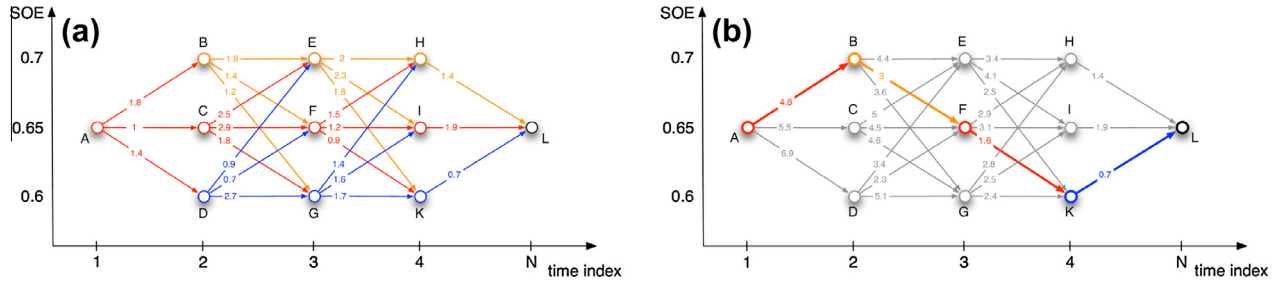 SOE
(a)
B
E
H
0.7
1.9
2
1.4
2.3
1.4
1.2
1.8
1.8
C
2.5
F
1.5
I
0.65
A
1
2.9
1.2
1.9
L
1.8
0.9
1.4
0.9
1.4
0.7
1.6
0.7
0.6
2.7
1.7
D
G
K
1
2
3
4
N
time index
SOE
(b)
B
E
H
0.7
4.4
3.4
3
4.1
1.4
3.6
2.5
4.8
C
5
F
2.9
I
0.65
A
5.5
4.5
3.1
1.9
L
4.6
1.6
6.9
3.4
2.8
2.3
2.5
0.7
0.6
5.1
2.4
D
G
K
1
2
3
4
N
time index